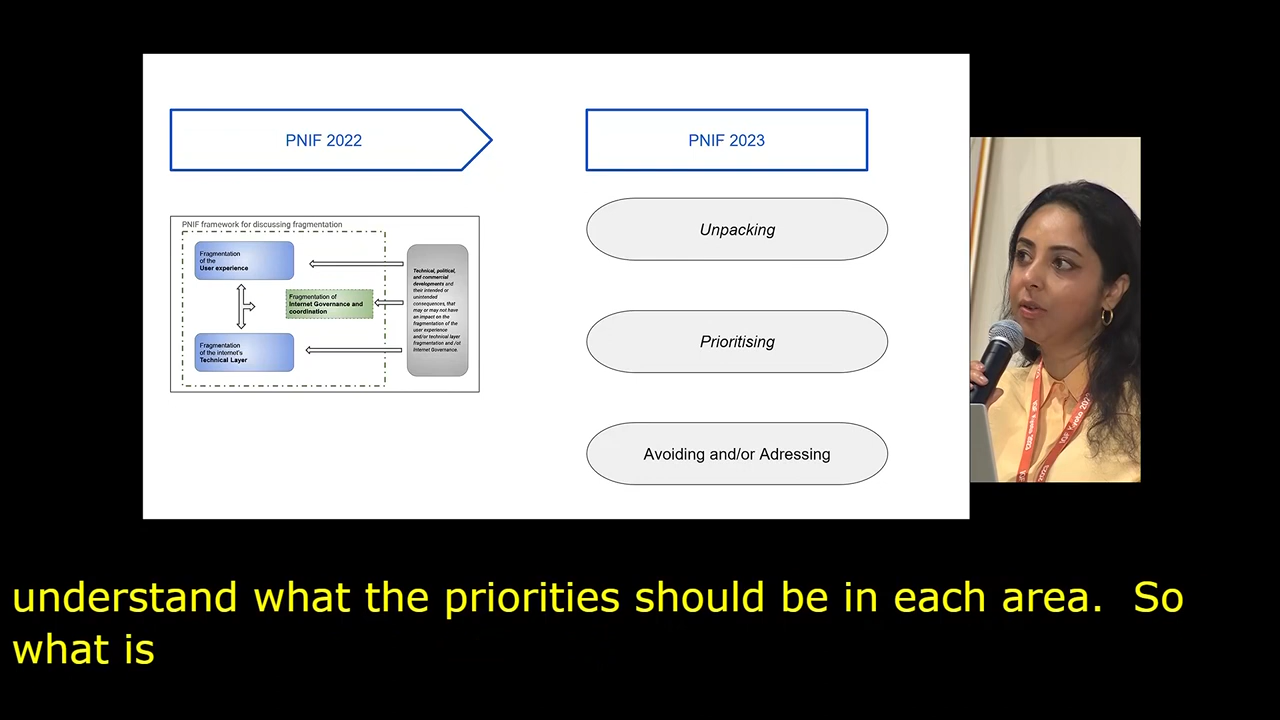 PNIF 2022
PNIF 2023
PNIF framework for discussing fragmentation
Fragmentation
of the
User experience
Fragmentation of
Internet Governance and
coordination
Fragmentation
of the internet's
Technical Layer
Technical, political,
and commercial
developments and
their intended or
unintended
consequences, that
may or may not have
an impact on the
fragmentation of the
user experience
and/or technical layer
fragmentation and /ot
Internet Governance.
Unpacking
Prioritising
Avoiding and/or Adressing
understand what the priorities should be in each area.  So
what is